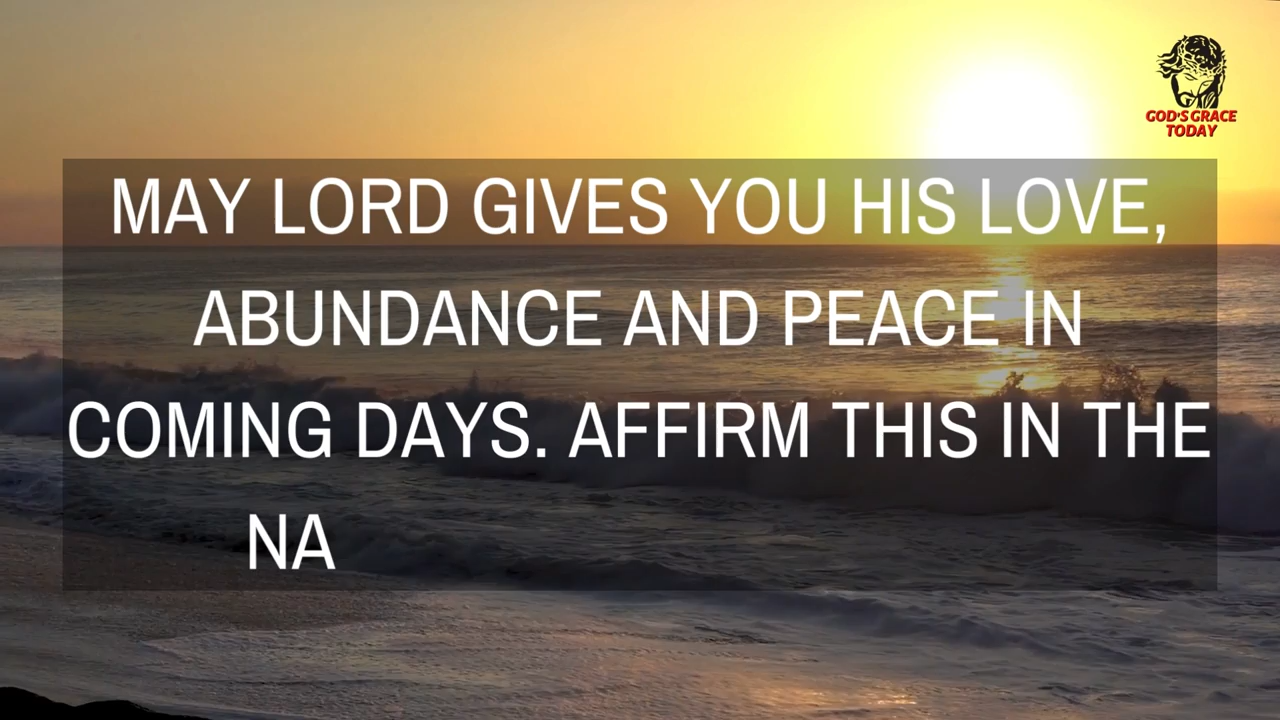 GOD'S GRACE
TODAY
MAY LORD GIVES YOU HIS LOVE,
ABUNDANCE AND PEACE IN
COMING DAYS. AFFIRM THIS IN THE
NA